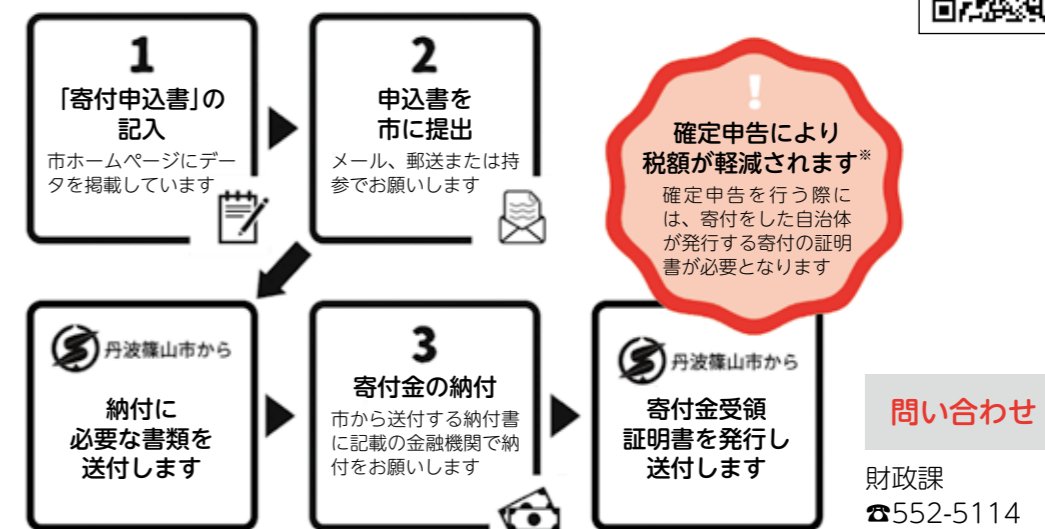 1
「寄付申込書」の
記入
市ホームページにデー
タを掲載しています
2
申込書を
市に提出
メール、郵送または持
参でお願いします
!
確定申告により
税額が軽減されます※
確定申告を行う際に
は、寄付をした自治体
が発行する寄付の証明
書が必要となります
丹波篠山市から
納付に
必要な書類を
送付します
3
寄付金の納付
市から送付する納付書
に記載の金融機関で納
付をお願いします
丹波篠山市から
寄付金受領
証明書を発行し
送付します
問い合わせ
財政課
☎552-5114